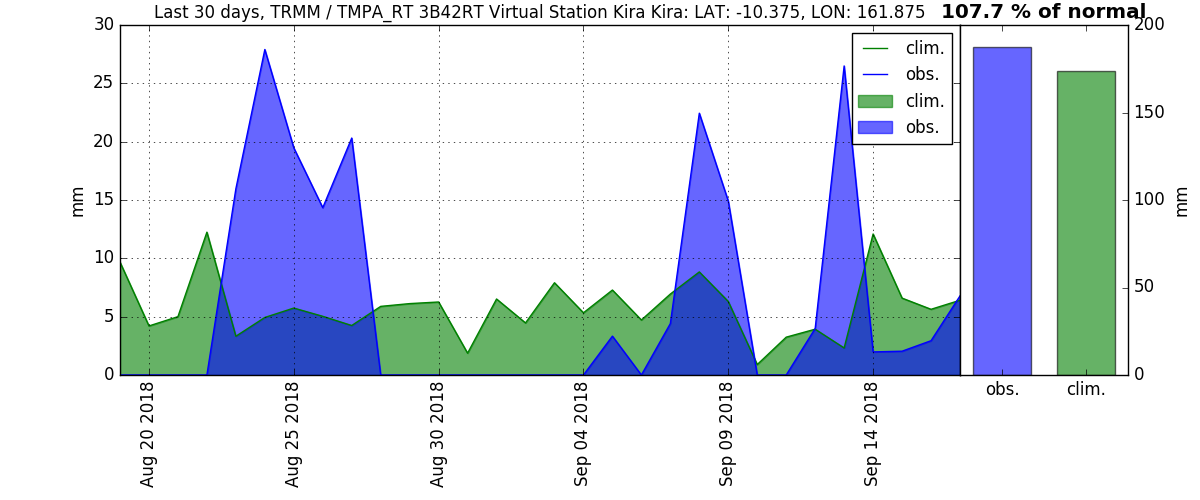 Last 30 days, TRMM / TMPA_RT 3B42RT Virtual Station Kira Kira: LAT: -10.375, LON: 161.875 107.7 % of normal
30
25
20
15
10
5
0
mm
clim.
obs.
clim.
obs.
200
150
100
50
0
mm
obs.
clim.
Aug 20 2018
Aug 25 2018
Aug 30 2018
Sep 04 2018
Sep 09 2018
Sep 14 2018